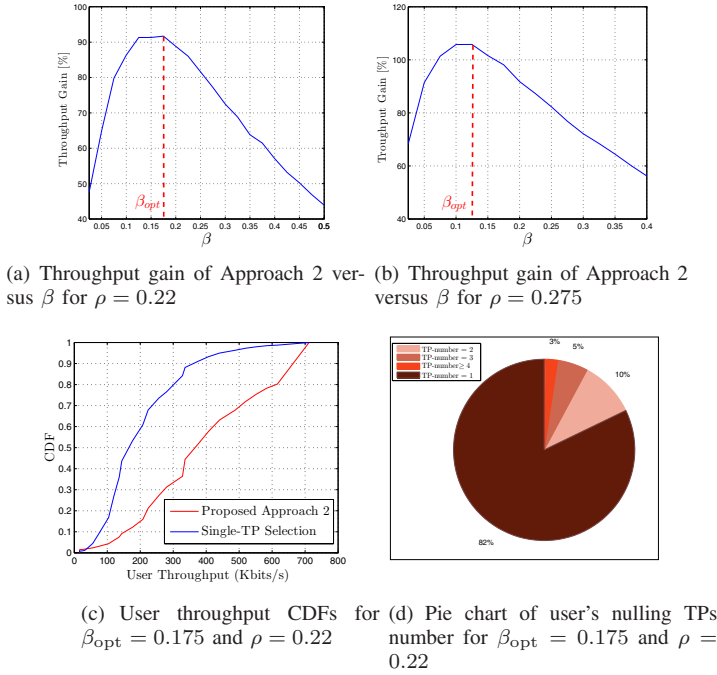 Throughput Gain [%]
100
90
80
70
60
50
40
0.05 0.1 0.15 0.2 0.25 0.3 0.35 0.4 0.45 0.5
β_opt
β
Troughput Gain [%]
120
100
80
60
40
0.05 0.1 0.15 0.2 0.25 0.3 0.35 0.4
β_opt
β
(a) Throughput gain of Approach 2 ver-
sus β for ρ = 0.22
(b) Throughput gain of Approach 2
versus β for ρ = 0.275
CDF
1
0.9
0.8
0.7
0.6
0.5
0.4
0.3
0.2
0.1
0
0 100 200 300 400 500 600 700 800
User Throughput (Kbits/s)
Proposed Approach 2
Single-TP Selection
TP-number = 2
TP-number = 3
TP-number≥ 4
TP-number = 1
3%
5%
10%
82%
(c) User throughput CDFs for
β_opt = 0.175 and ρ = 0.22
(d) Pie chart of user's nulling TPs
number for β_opt = 0.175 and ρ =
0.22